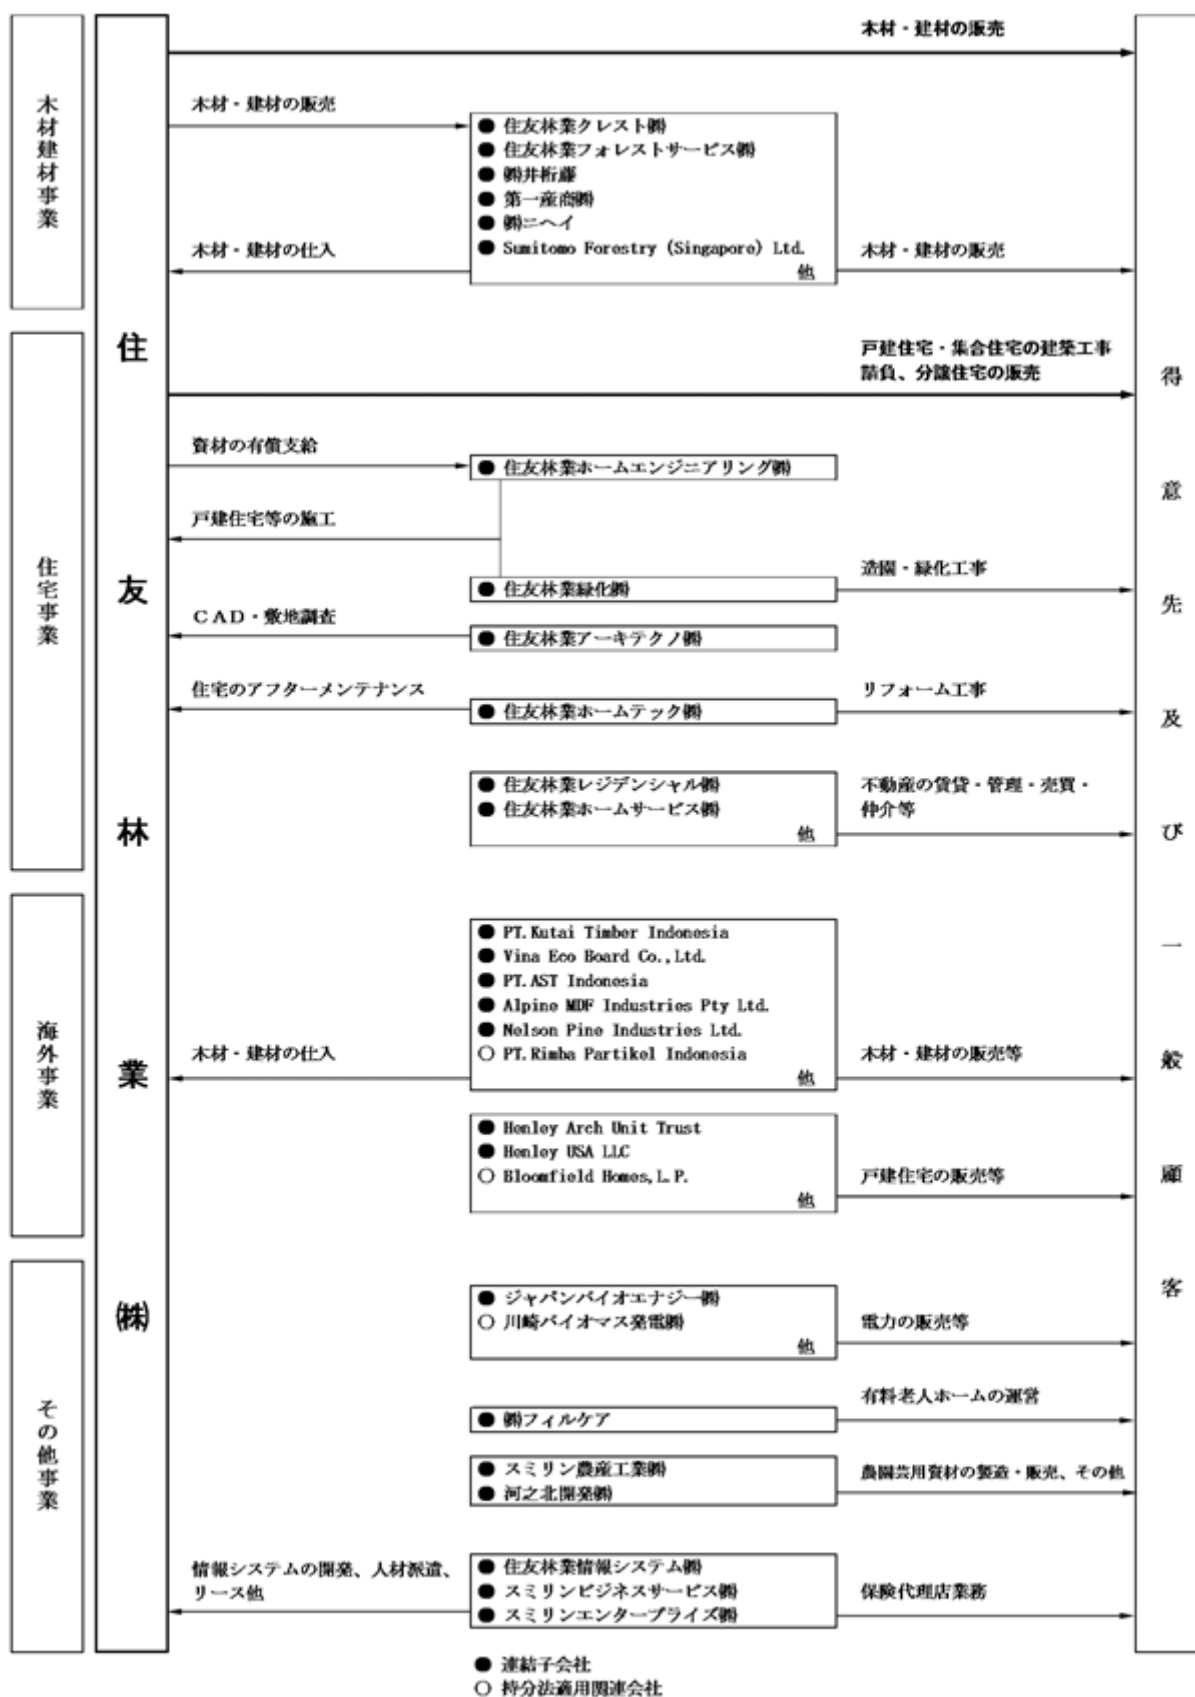 木材建材事業
木材・建材の販売
木材・建材の販売
● 住友林業クレスト㈱
● 住友林業フォレストサービス㈱
● ㈱井桁藤
● 第一産商㈱
● ㈱ニヘイ
● Sumitomo Forestry (Singapore) Ltd.
他
木材・建材の仕入
木材・建材の販売
住友林業㈱
得意先及び一般顧客
住宅事業
戸建住宅・集合住宅の建築工事
請負、分譲住宅の販売
資材の有償支給
● 住友林業ホームエンジニアリング㈱
戸建住宅等の施工
● 住友林業緑化㈱
造園・緑化工事
CAD・敷地調査
● 住友林業アーキテクノ㈱
住宅のアフターメンテナンス
● 住友林業ホームテック㈱
リフォーム工事
● 住友林業レジデンシャル㈱
● 住友林業ホームサービス㈱
他
不動産の賃貸・管理・売買・
仲介等
海外事業
● PT.Kutai Timber Indonesia
● Vina Eco Board Co.,Ltd.
● PT.AST Indonesia
● Alpine MDF Industries Pty Ltd.
● Nelson Pine Industries Ltd.
○ PT.Rimba Partikel Indonesia
他
木材・建材の仕入
木材・建材の販売等
● Henley Arch Unit Trust
● Henley USA LLC
○ Bloomfield Homes,L.P.
他
戸建住宅の販売等
その他事業
● ジャパンバイオエナジー㈱
○ 川崎バイオマス発電㈱
他
電力の販売等
● ㈱フィルケア
有料老人ホームの運営
● スミリン農産工業㈱
● 河之北開発㈱
農園芸用資材の製造・販売、その他
情報システムの開発、人材派遣、
リース他
● 住友林業情報システム㈱
● スミリンビジネスサービス㈱
● スミリンエンタープライズ㈱
保険代理店業務
● 連結子会社
○ 持分法適用関連会社